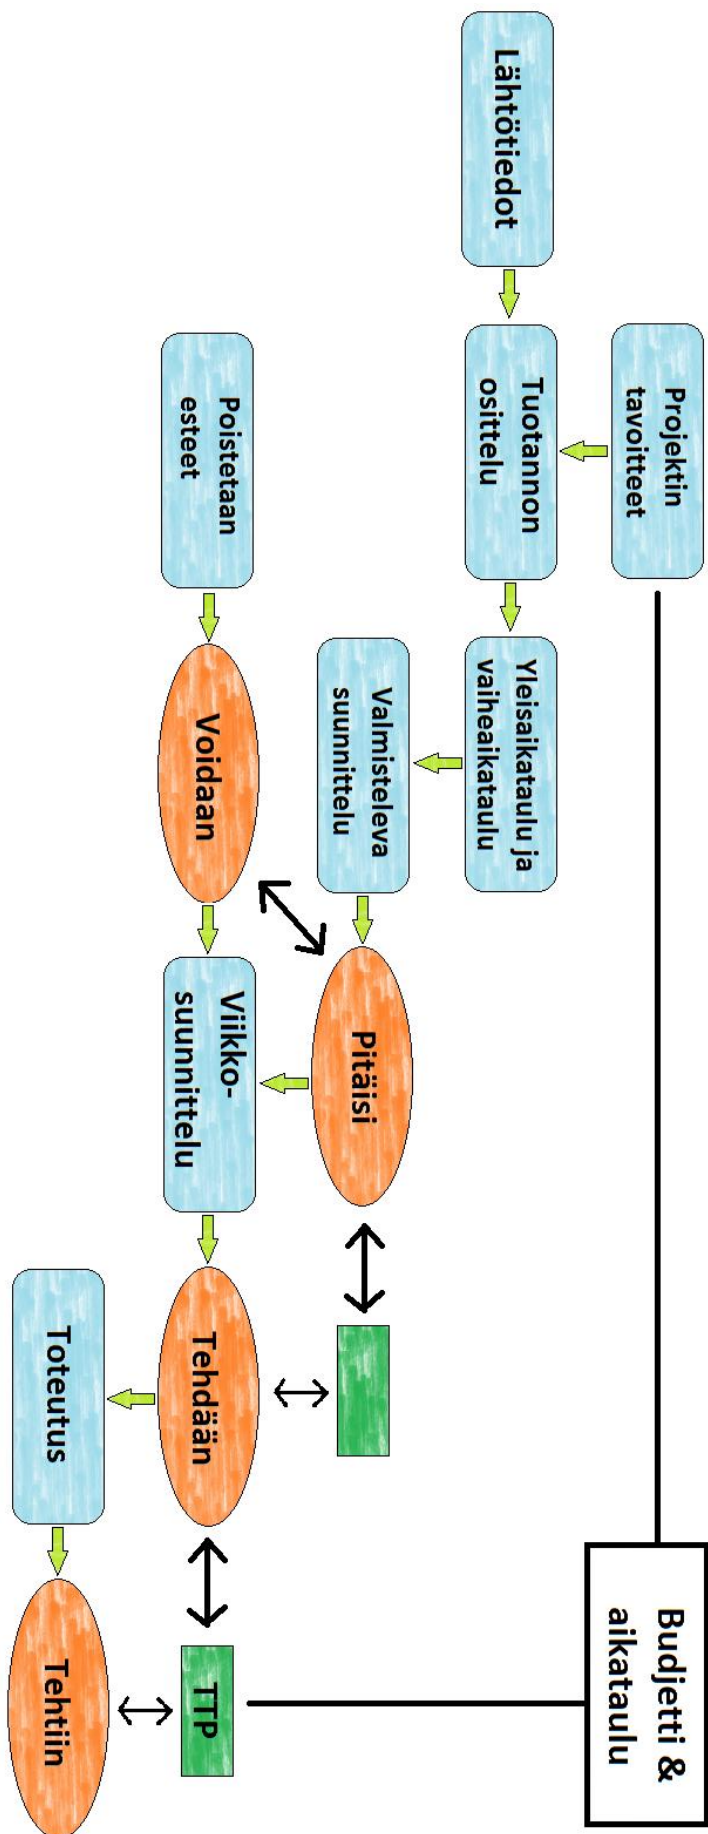 Projektin
tavoitteet
Budjetti &
aikataulu
Lähtötiedot
Tuotannon
osittelu
Yleisaikataulu ja
vaiheaikataulu
Valmisteleva
suunnittelu
Pitäisi
Poistetaan
esteet
Voidaan
Viikko-
suunnittelu
Tehdään
TTP
Toteutus
Tehtiin